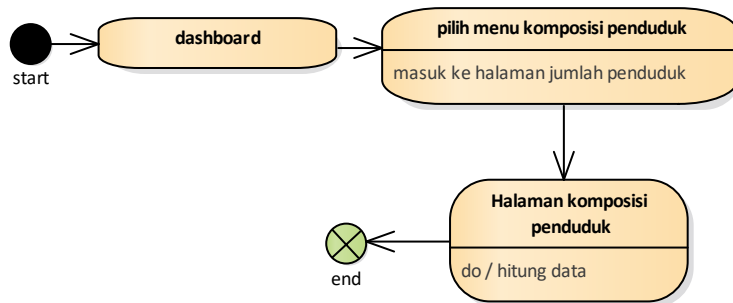 start
dashboard
pilih menu komposisi penduduk
masuk ke halaman jumlah penduduk
Halaman komposisi
penduduk
do / hitung data
end